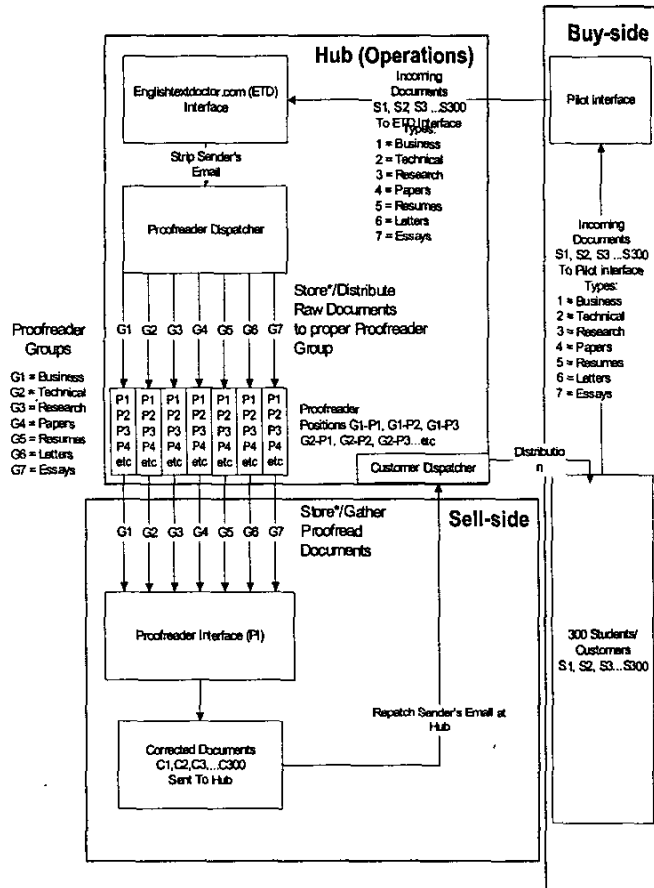 Hub (Operations)
Buy-side
Englishtextdoctor.com (ETD)
Interface
Incoming
Documents
S1, S2, S3 ...S300
To ETD Interface
Types:
1 = Business
2 = Technical
3 = Research
4 = Papers
5 = Resumes
6 = Letters
7 = Essays
Pilot Interface
Strip Sender's
Email
Proofreader Dispatcher
Incoming
Documents
S1, S2, S3 ...S300
To Pilot interface
Types:
1 = Business
2 = Technical
3 = Research
4 = Papers
5 = Resumes
6 = Letters
7 = Essays
Store*/Distribute
Raw Documents
to proper Proofreader
Group
G1 G2 G3 G4 G5 G6 G7
Proofreader
Groups
G1 = Business
G2 = Technical
G3 = Research
G4 = Papers
G5 = Resumes
G6 = Letters
G7 = Essays
P1 P1 P1 P1 P1 P1 P1
P2 P2 P2 P2 P2 P2 P2
P3 P3 P3 P3 P3 P3 P3
P4 P4 P4 P4 P4 P4 P4
etc etc etc etc etc etc etc
Proofreader
Positions G1-P1, G1-P2, G1-P3
G2-P1, G2-P2, G2-P3...etc
Customer Dispatcher
Distributio
n
Store*/Gather
Proofread
Documents
Sell-side
G1 G2 G3 G4 G5 G6 G7
Proofreader Interface (PI)
300 Students/
Customers
S1, S2, S3...S300
Repatch Sender's Email at
Hub
Corrected Documents
C1,C2,C3,...C300
Sent To Hub